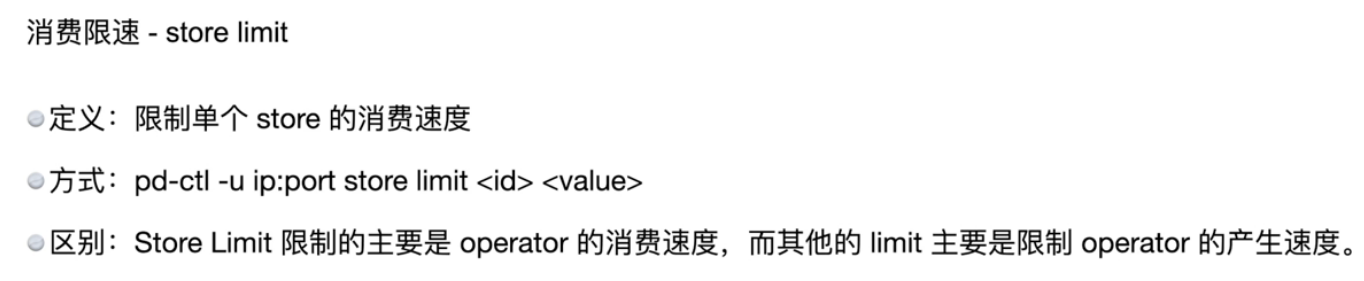 消费限速 - store limit
定义：限制单个 store 的消费速度
方式：pd-ctl -u ip:port store limit <id> <value>
区别：Store Limit 限制的主要是 operator 的消费速度，而其他的 limit 主要是限制 operator 的产生速度。